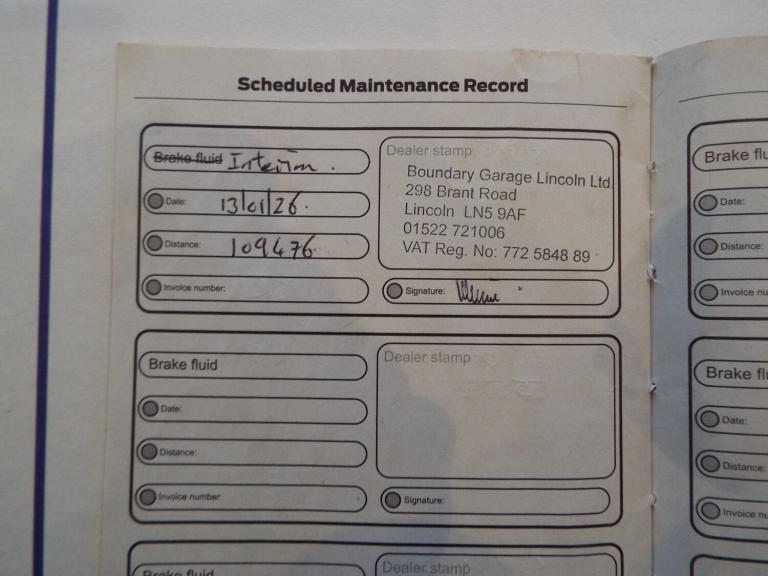 Scheduled Maintenance Record
Brake fluid Interim.
Dealer stamp
Boundary Garage Lincoln Ltd.
298 Brant Road
Lincoln LN5 9AF
01522 721006
VAT Reg. No: 772 5848 89
Date: 13/01/26.
Distance: 109476
Invoice number:
Signature:
Brake fluid
Dealer stamp
Date:
Distance:
Invoice number:
Signature:
Brake fluid
Dealer stamp
Brake flu
Date:
Distance:
Invoice nu
Brake flu
Date:
Distance:
Invoice nu